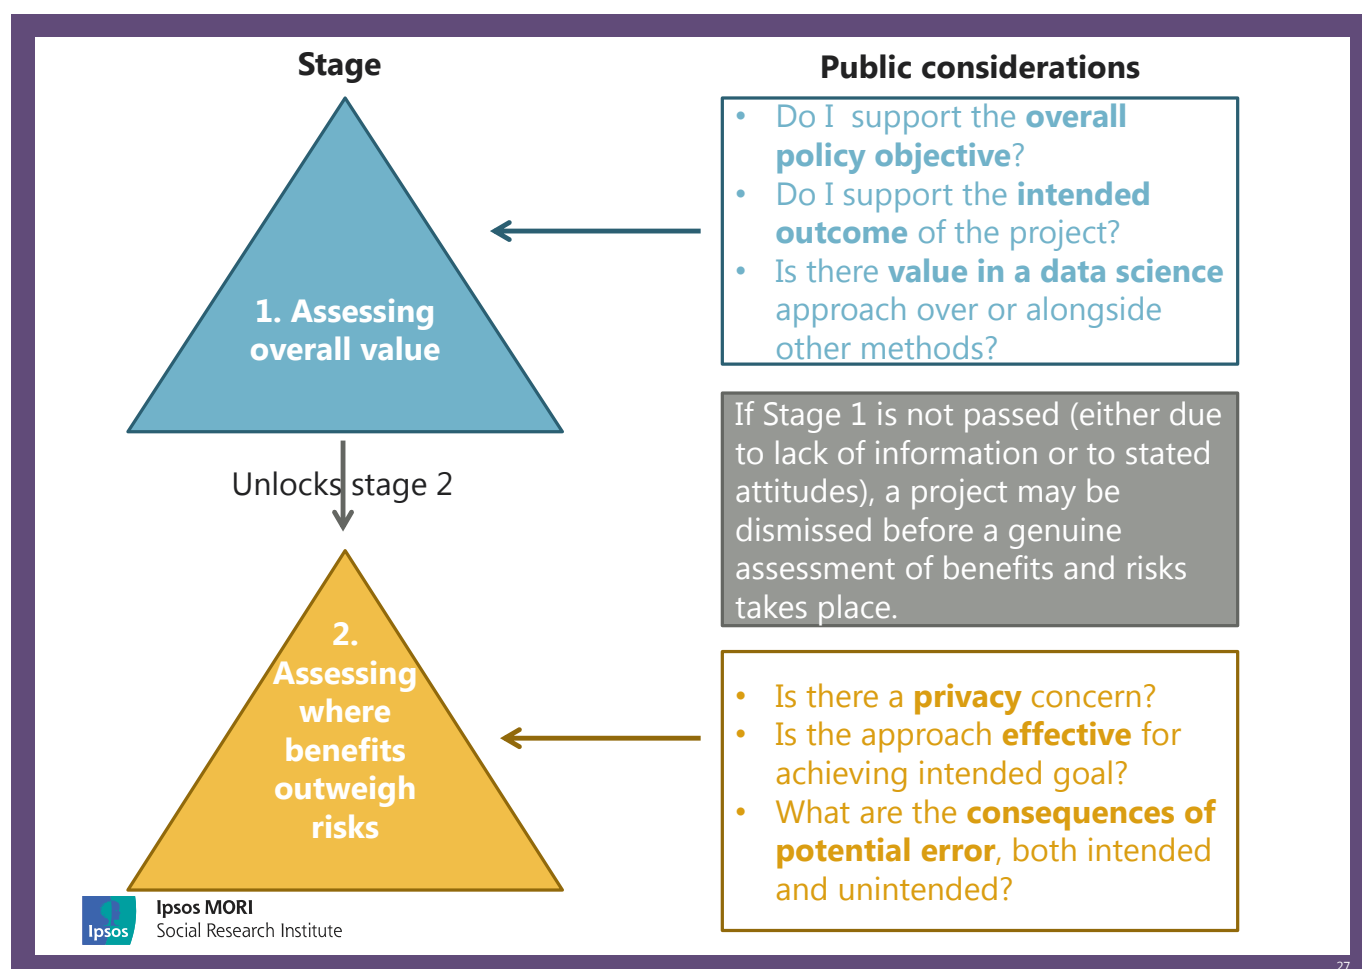 Stage
Public considerations
1. Assessing
overall value
• Do I support the overall
policy objective?
• Do I support the intended
outcome of the project?
• Is there value in a data science
approach over or alongside
other methods?
Unlocks stage 2
If Stage 1 is not passed (either due
to lack of information or to stated
attitudes), a project may be
dismissed before a genuine
assessment of benefits and risks
takes place.
2.
Assessing
where
benefits
outweigh
risks
• Is there a privacy concern?
• Is the approach effective for
achieving intended goal?
• What are the consequences of
potential error, both intended
and unintended?
Ipsos
Ipsos MORI
Social Research Institute
27